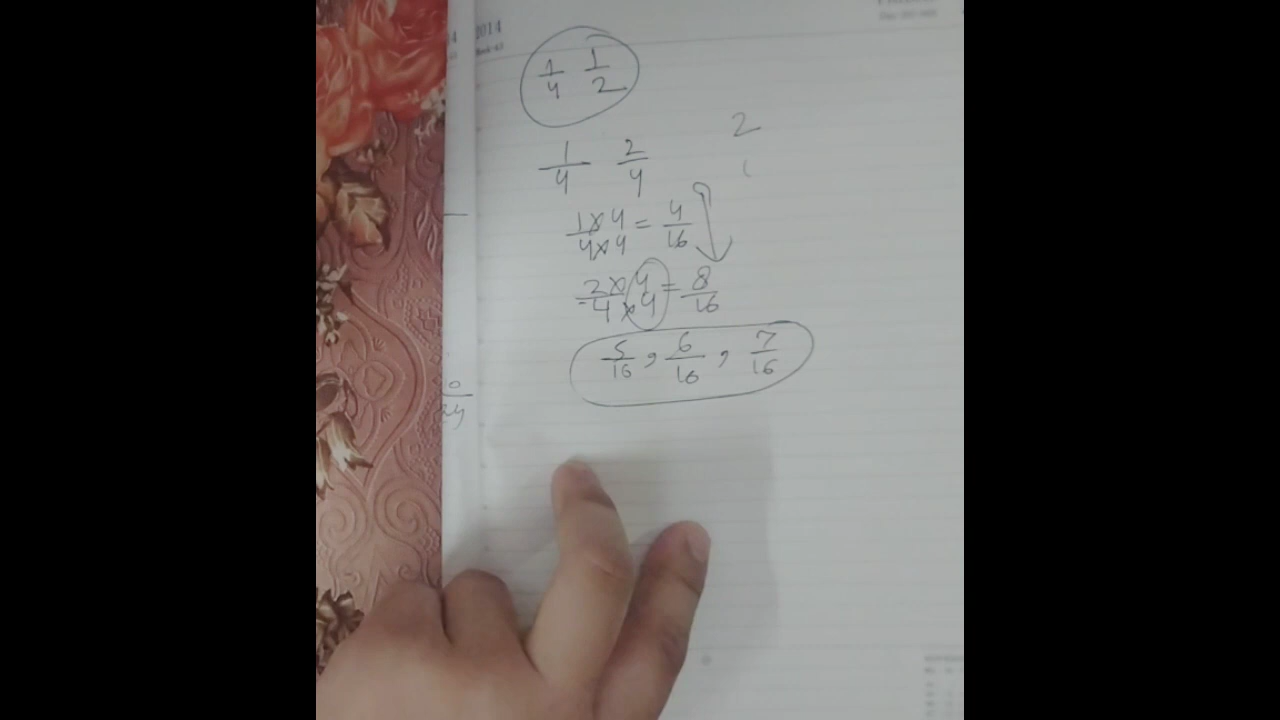 2014
1/4 1/2
1/4 2/4
2
1×4/4×4 = 4/16
2×4/4×4 = 8/16
5/16, 6/16, 7/16